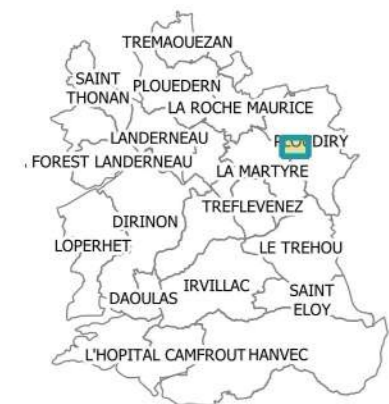 TREMAOUEZAN
SAINT
THONAN
PLOUEDERN
LA ROCHE MAURICE
LANDERNEAU
PLOUDIRY
FOREST LANDERNEAU
LA MARTYRE
TREFLEVENEZ
DIRINON
LOPERHET
LE TREHOU
IRVILLAC
SAINT
ELOY
DAOULAS
L'HOPITAL CAMFROUT
HANVEC